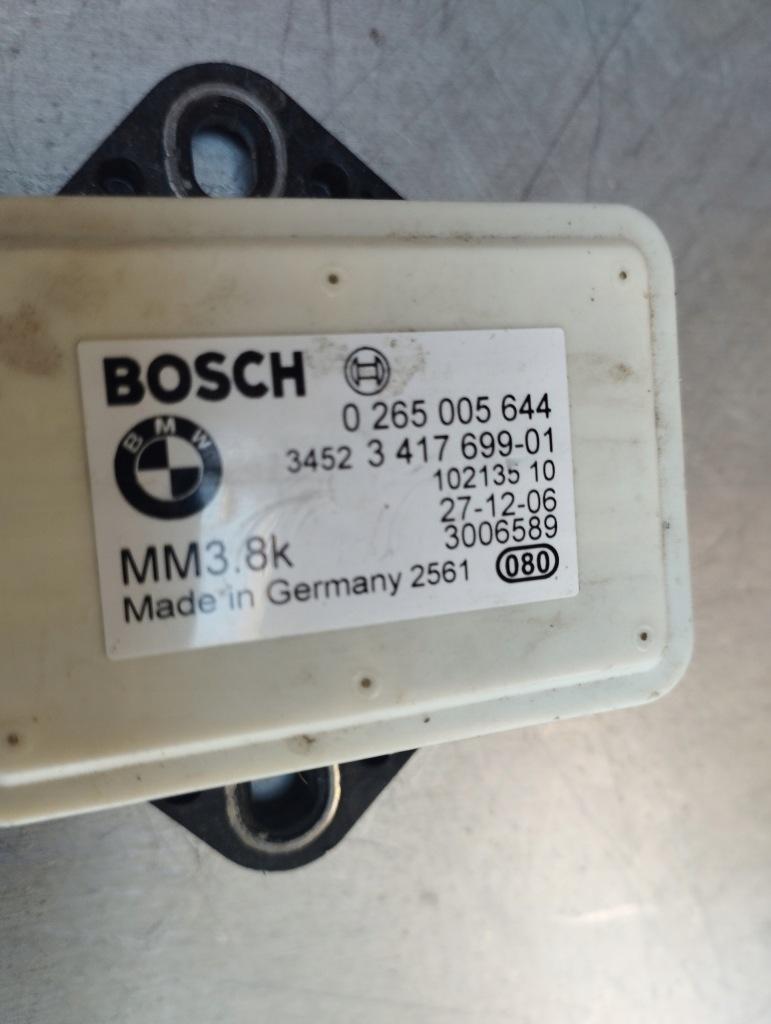 BOSCH
0 265 005 644
BMW
3452 3 417 699-01
102135 10
27-12-06
3006589
MM3.8k
080
Made in Germany 2561